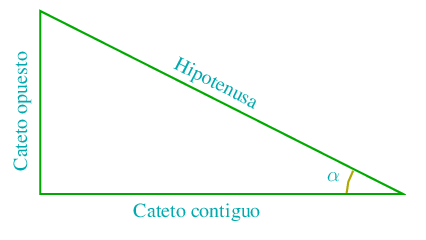 Hipotenusa
Cateto opuesto
α
Cateto contiguo